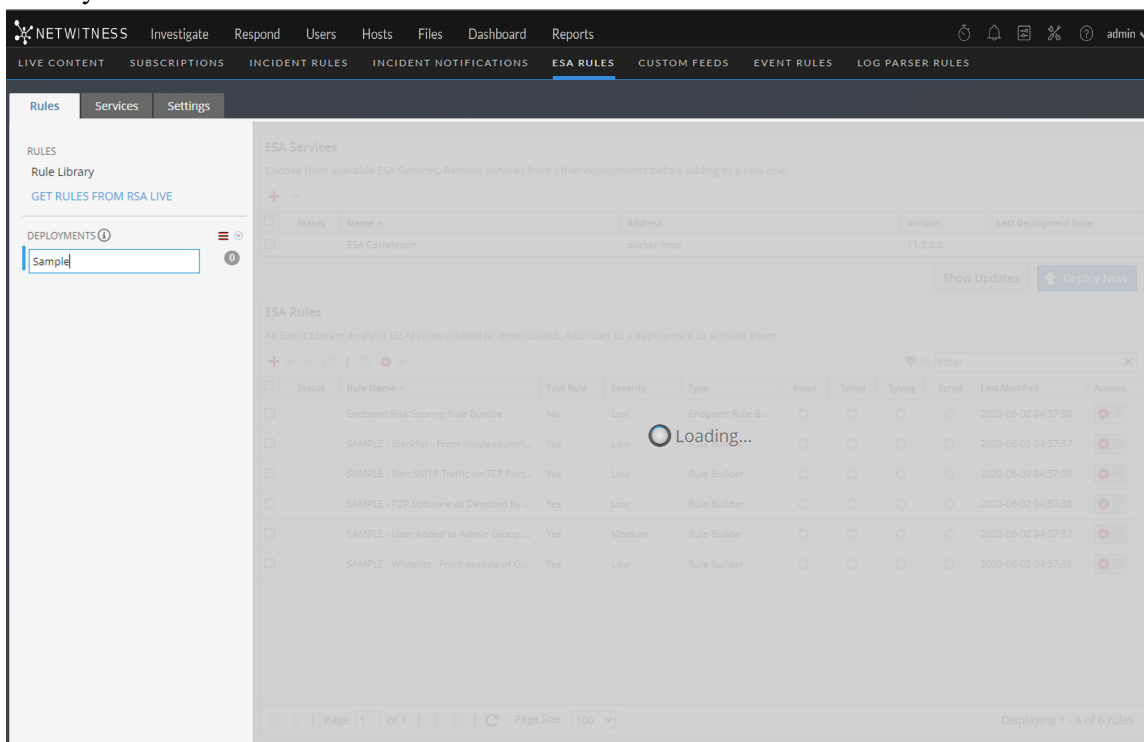 NETWITNESS Investigate Respond Users Hosts Files Dashboard Reports admin
LIVE CONTENT SUBSCRIPTIONS INCIDENT RULES INCIDENT NOTIFICATIONS ESA RULES CUSTOM FEEDS EVENT RULES LOG PARSER RULES
Rules Services Settings
RULES
Rule Library
GET RULES FROM RSA LIVE
DEPLOYMENTS
Sample 0
ESA Services
Choose from available ESA Services. Remove services from other deployments before adding to a new one.
Status Name Address Version Last Deployment Date
ESA Correlation docker-host 11.5.0.0
Show Updates Deploy Now
ESA Rules
All Event Stream Analysis (ESA) rules created or downloaded. Add rules to a deployment to activate them.
Filter
Status Rule Name Trial Rule Severity Type Email Snmp Syslog Script Last Modified Actions
Endpoint Risk Scoring Rule Bundle No Low Endpoint Rule B... 2020-06-02 04:57:38
Loading...
SAMPLE - Blacklist - From inside countri... Yes Low 2020-06-02 04:57:37
SAMPLE - Non SMTP Traffic on TCP Port... Yes Low Rule Builder 2020-06-02 04:57:38
SAMPLE - P2P Software as Detected by ... Yes Low Rule Builder 2020-06-02 04:57:38
SAMPLE - User Added to Admin Group ... Yes Medium Rule Builder 2020-06-02 04:57:37
SAMPLE - Whitelist - From outside of G... Yes Low Rule Builder 2020-06-02 04:57:38
Page 1 of 1 Page Size 100 Displaying 1 - 6 of 6 rules